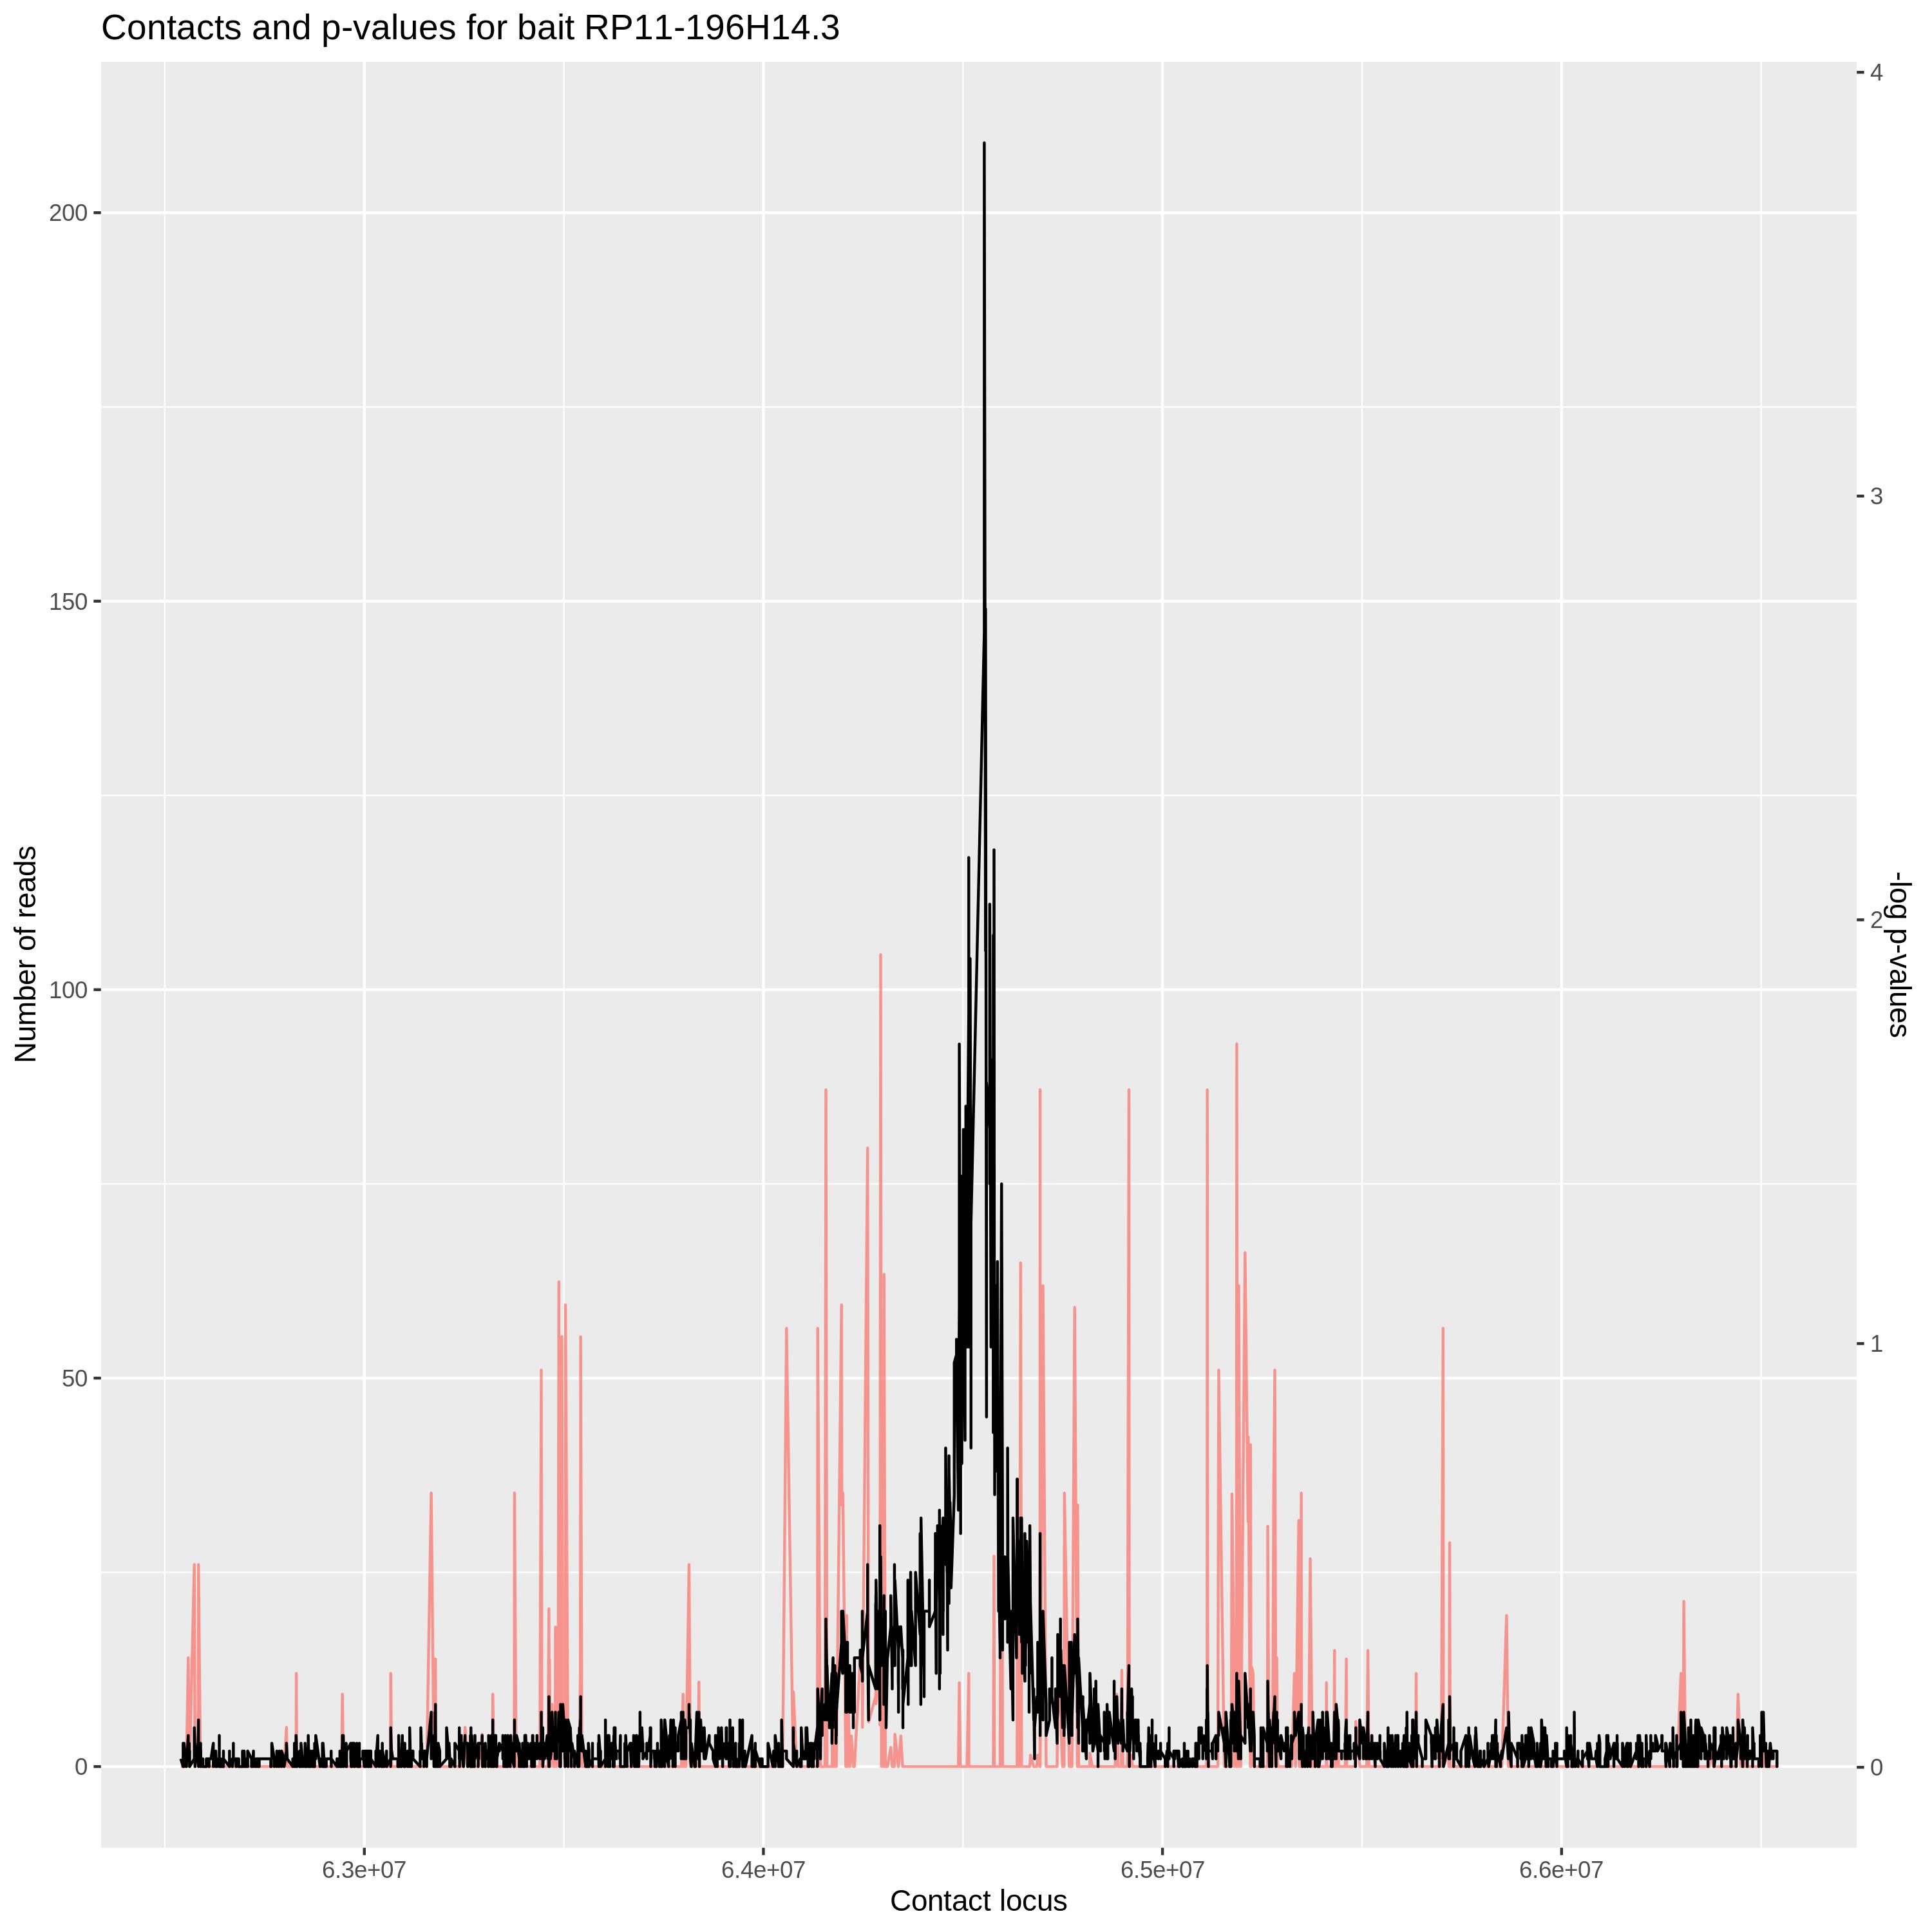 Contacts and p-values for bait RP11-196H14.3
Number of reads
200
150
100
50
0
4
3
2
1
0
-log p-values
6.3e+07 6.4e+07 6.5e+07 6.6e+07
Contact locus